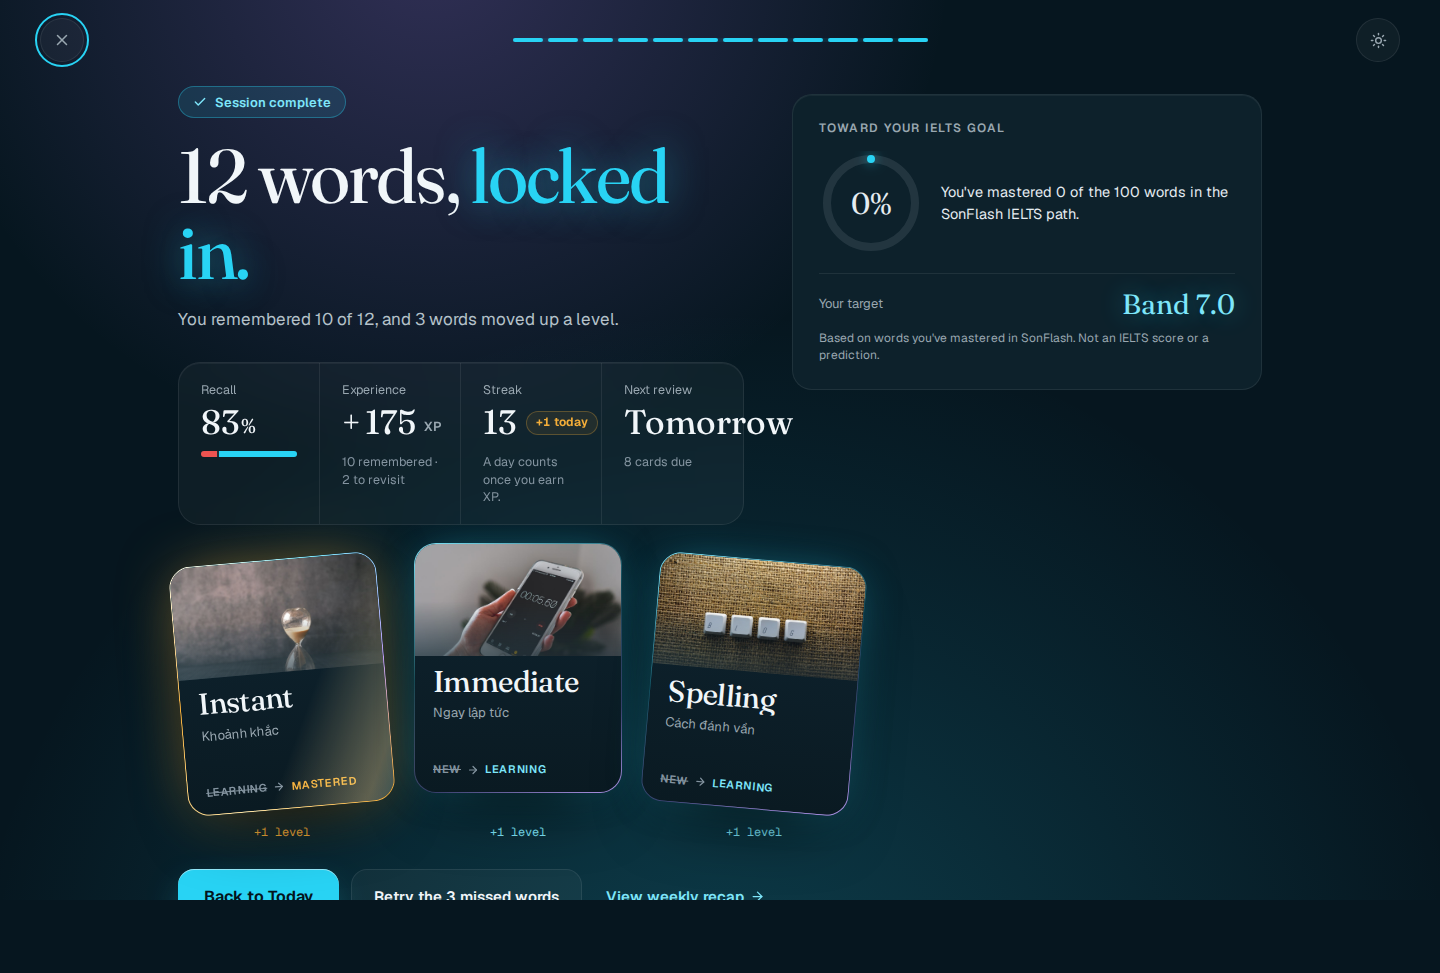 Session complete
12 words, locked
in.
You remembered 10 of 12, and 3 words moved up a level.
TOWARD YOUR IELTS GOAL
0%
You've mastered 0 of the 100 words in the
SonFlash IELTS path.
Your target
Band 7.0
Based on words you've mastered in SonFlash. Not an IELTS score or a
prediction.
Recall
83%
Experience
+175 XP
10 remembered ·
2 to revisit
Streak
13 +1 today
A day counts
once you earn
XP.
Next review
Tomorrow
8 cards due
Instant
Khoảnh khắc
LEARNING → MASTERED
+1 level
00:05.60
Immediate
Ngay lập tức
NEW → LEARNING
+1 level
Spelling
Cách đánh vần
NEW → LEARNING
+1 level
Back to Today
Retry the 3 missed words
View weekly recap →